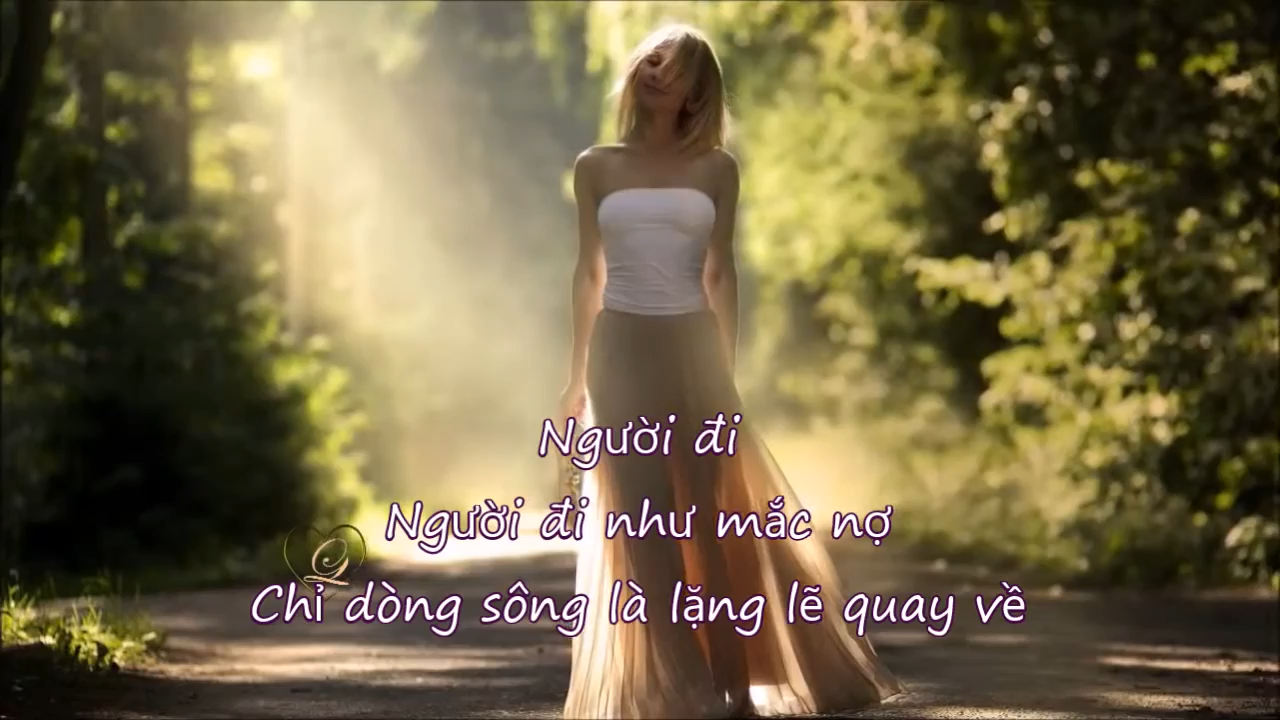 Người đi
Người đi như mắc nợ
Q
Chỉ dòng sông là lặng lẽ quay về